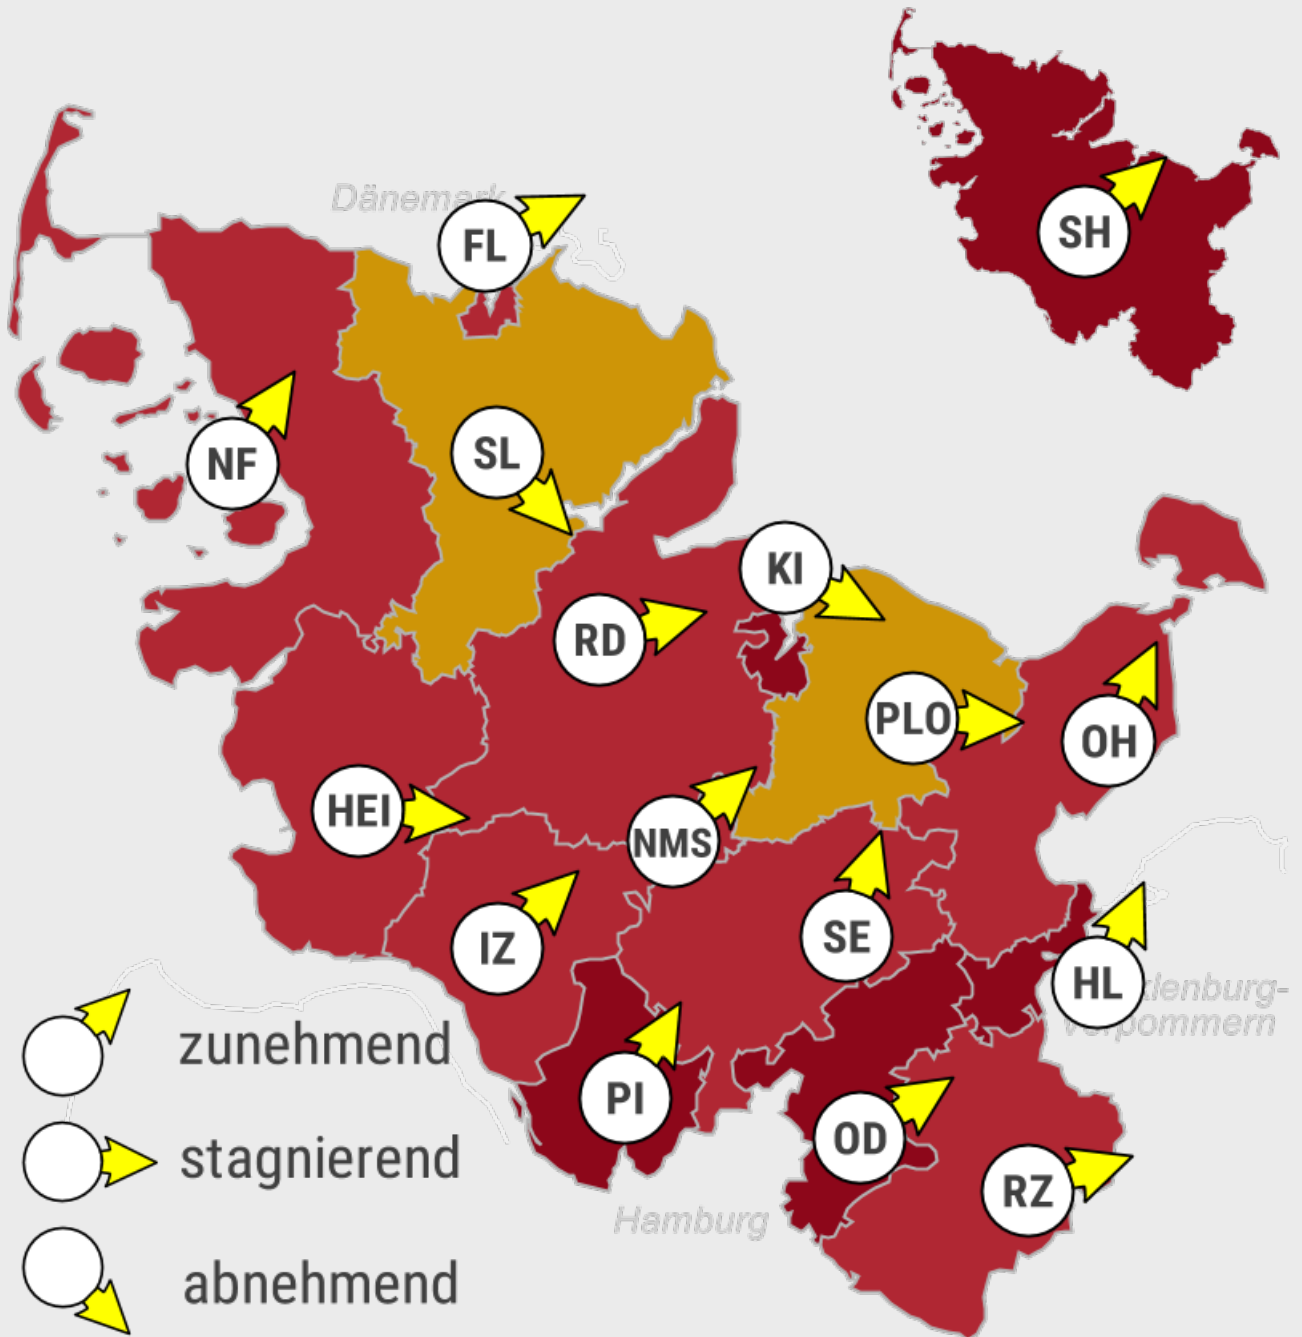 Dänemark
FL
SH
NF
SL
KI
RD
PLO
OH
HEI
NMS
IZ
SE
HL
klenburg-
Vorpommern
zunehmend
PI
OD
stagnierend
RZ
Hamburg
abnehmend